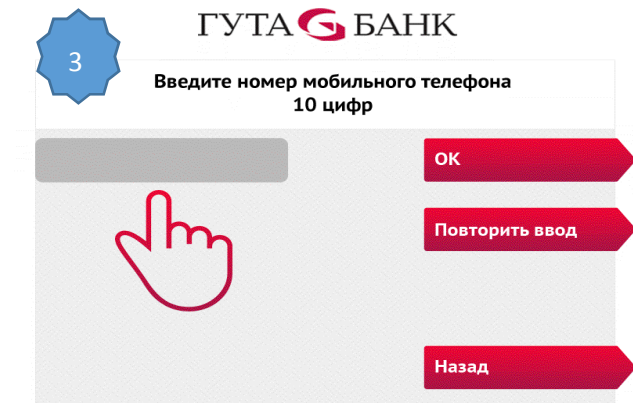 ГУТА БАНК
3
Введите номер мобильного телефона
10 цифр
ОК
Повторить ввод
Назад